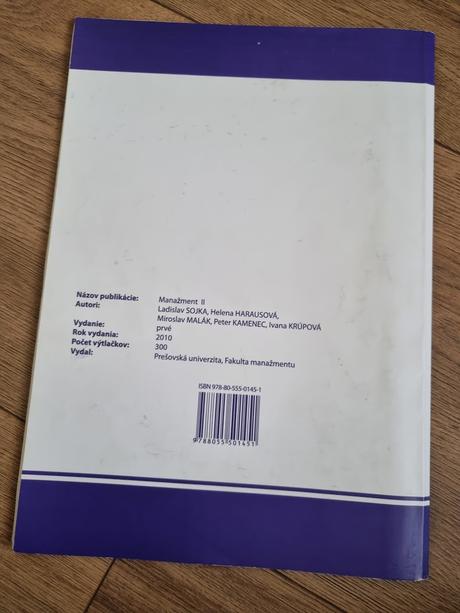 Názov publikácie: Manažment II
Autori: Ladislav SOJKA, Helena HARAUSOVÁ,
Miroslav MALÁK, Peter KAMENEC, Ivana KRÚPOVÁ
Vydanie: prvé
Rok vydania: 2010
Počet výtlačkov: 300
Vydal: Prešovská univerzita, Fakulta manažmentu
ISBN 978-80-555-0145-1
9788055501451